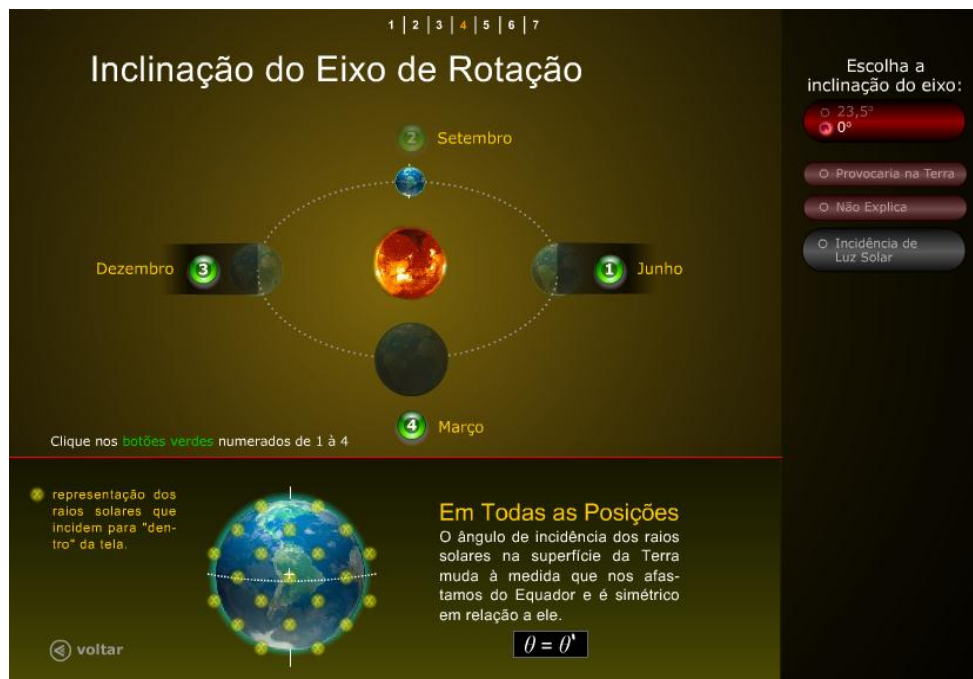 1 | 2 | 3 | 4 | 5 | 6 | 7
Inclinação do Eixo de Rotação
Escolha a
inclinação do eixo:
23,5º
0º
Provocaria na Terra
Não Explica
Incidência de
Luz Solar
2 Setembro
Dezembro 3
1 Junho
4 Março
Clique nos botões verdes numerados de 1 à 4
representação dos
raios solares que
incidem para "den-
tro" da tela.
Em Todas as Posições
O ângulo de incidência dos raios
solares na superfície da Terra
muda à medida que nos afas-
tamos do Equador e é simétrico
em relação a ele.
θ = θ'
voltar